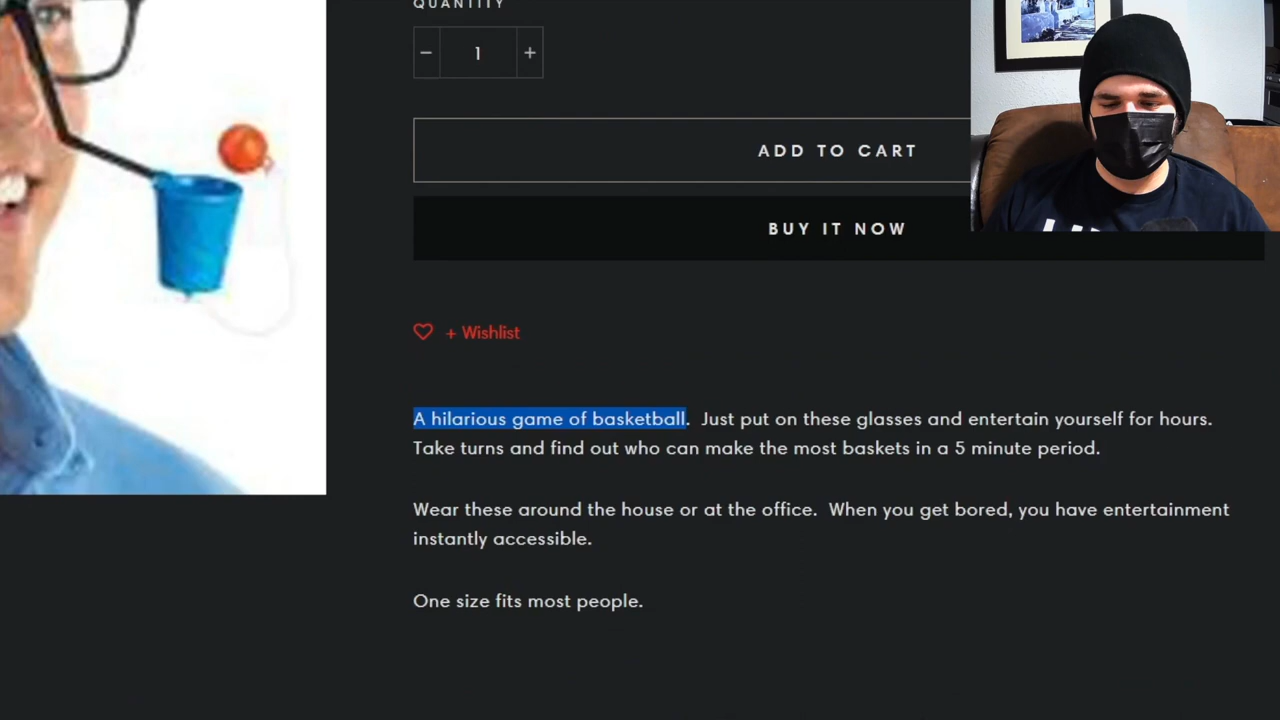 QUANTITY
− 1 +
ADD TO CART
BUY IT NOW
+ Wishlist
A hilarious game of basketball.  Just put on these glasses and entertain yourself for hours.
Take turns and find out who can make the most baskets in a 5 minute period.
Wear these around the house or at the office.  When you get bored, you have entertainment
instantly accessible.
One size fits most people.